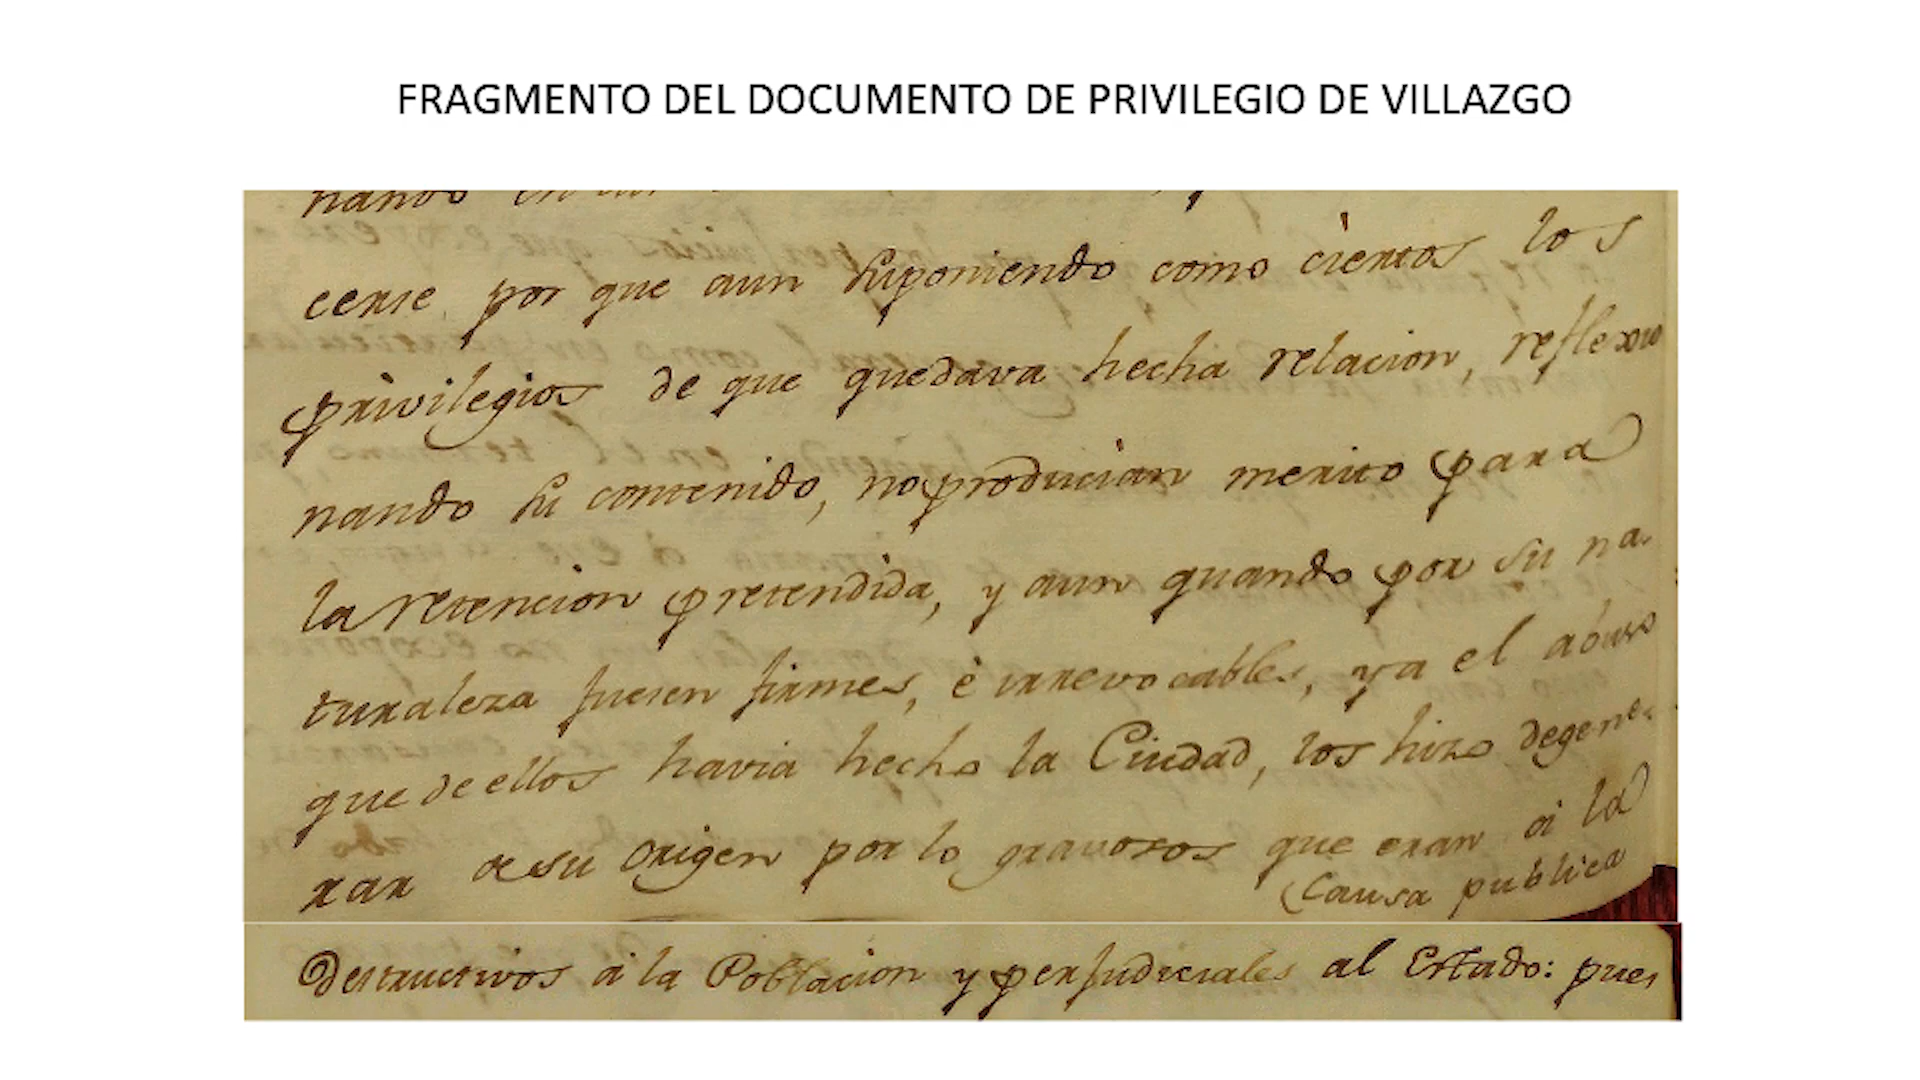 FRAGMENTO DEL DOCUMENTO DE PRIVILEGIO DE VILLAZGO
cerse por que aun suponiendo como ciertos los
privilegios de que quedava hecha relacion, reflexio
nando su contenido, no producian merito para
la retencion pretendida, y aun quando por su na-
turaleza fuesen firmes, è irrevocables, ya el abuso
que de ellos havia hecho la Ciudad, los hizo degene-
rar de su origen por lo gravosos que eran à la
Causa publica
Destructivos à la Poblacion y perjudiciales al Estado: pues